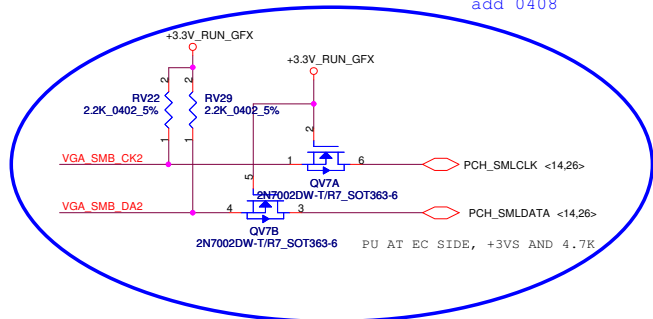 add 0408
+3.3V_RUN_GFX
+3.3V_RUN_GFX
2
2
RV22
2.2K_0402_5%
RV29
2.2K_0402_5%
1
1
2
VGA_SMB_CK2
1
6
PCH_SMLCLK <14,26>
QV7A
2N7002DW-T/R7_SOT363-6
5
VGA_SMB_DA2
4
3
PCH_SMLDATA <14,26>
QV7B
2N7002DW-T/R7_SOT363-6
PU AT EC SIDE, +3VS AND 4.7K